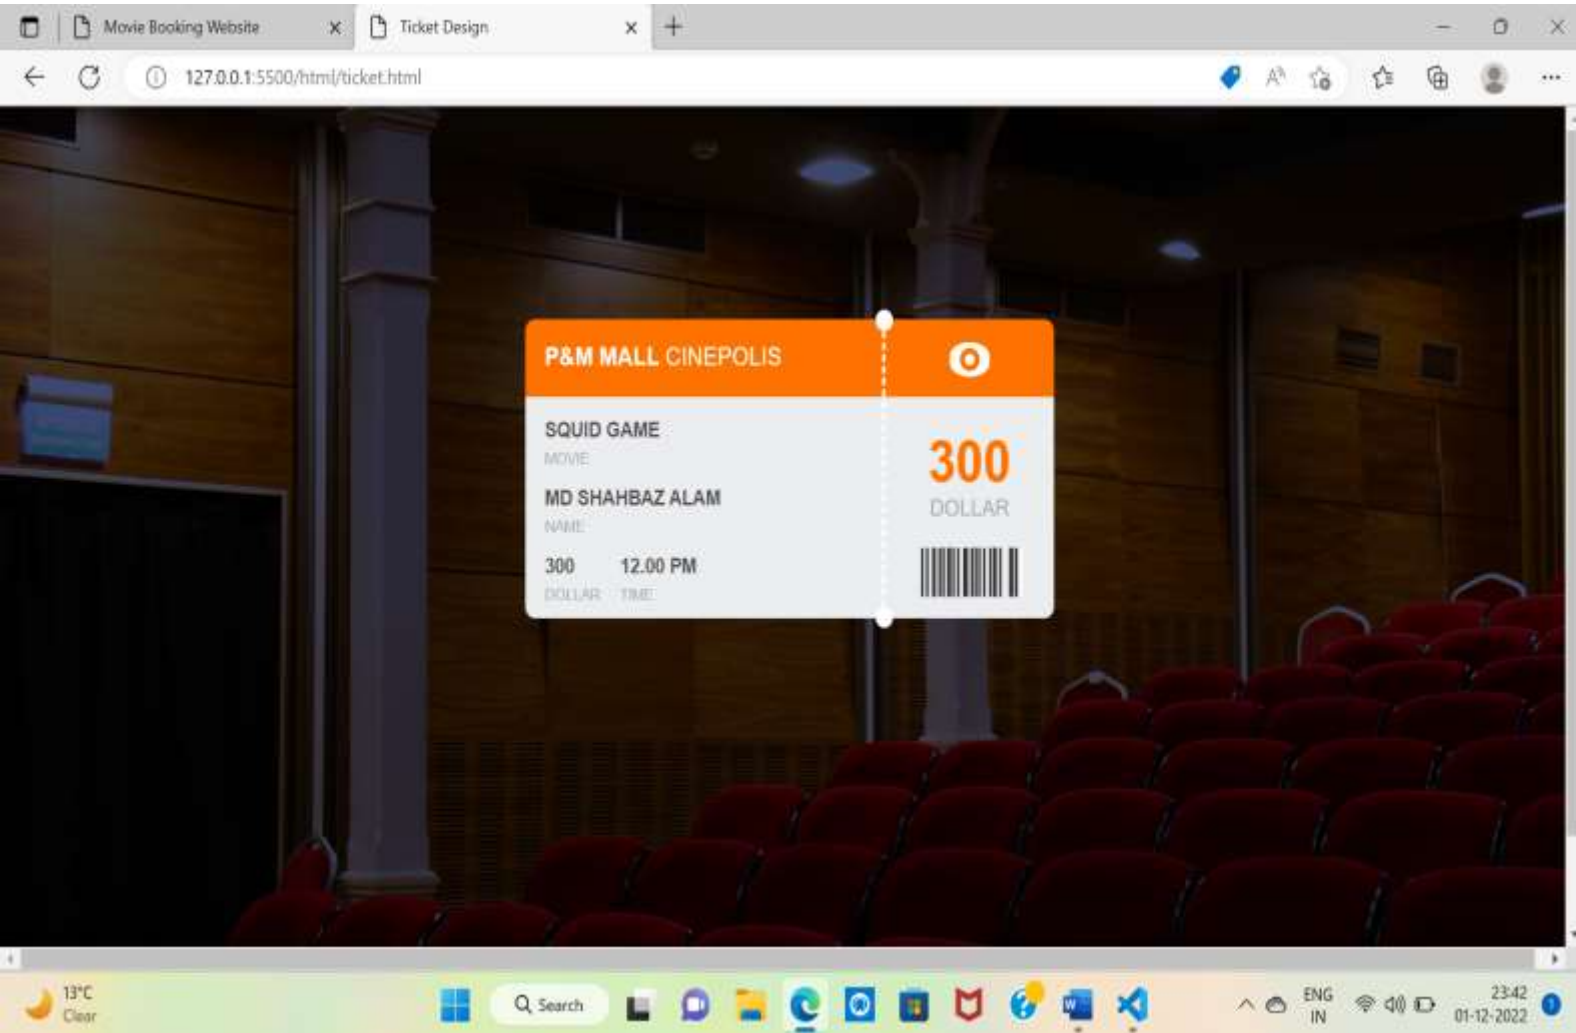 Movie Booking Website
Ticket Design
127.0.0.1:5500/html/ticket.html
P&M MALL CINEPOLIS
SQUID GAME
MOVIE
MD SHAHBAZ ALAM
NAME
300 12.00 PM
DOLLAR TIME
300
DOLLAR
13°C
Clear
Search
ENG
IN
23:42
01-12-2022
1